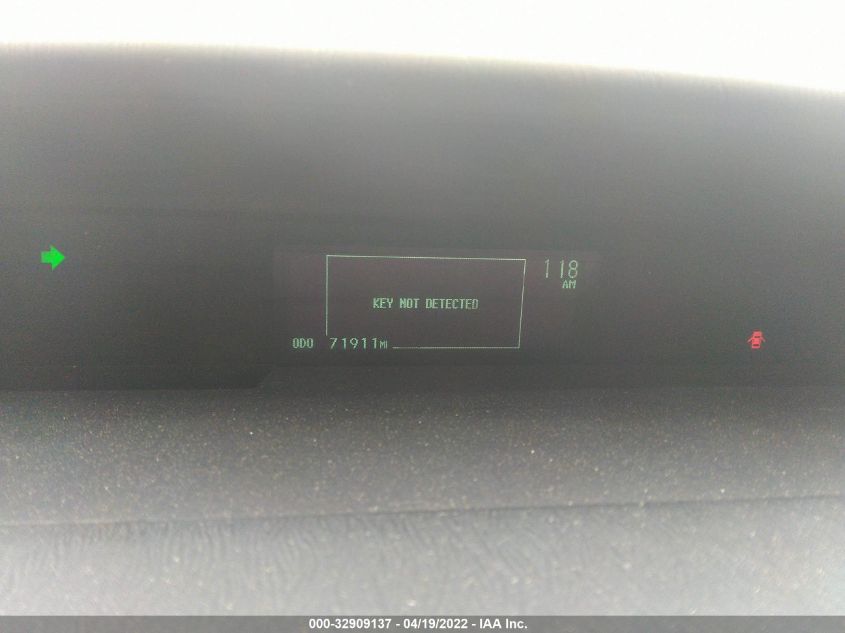 118
AM
KEY NOT DETECTED
ODO 71911MI
000-32909137 - 04/19/2022 - IAA Inc.